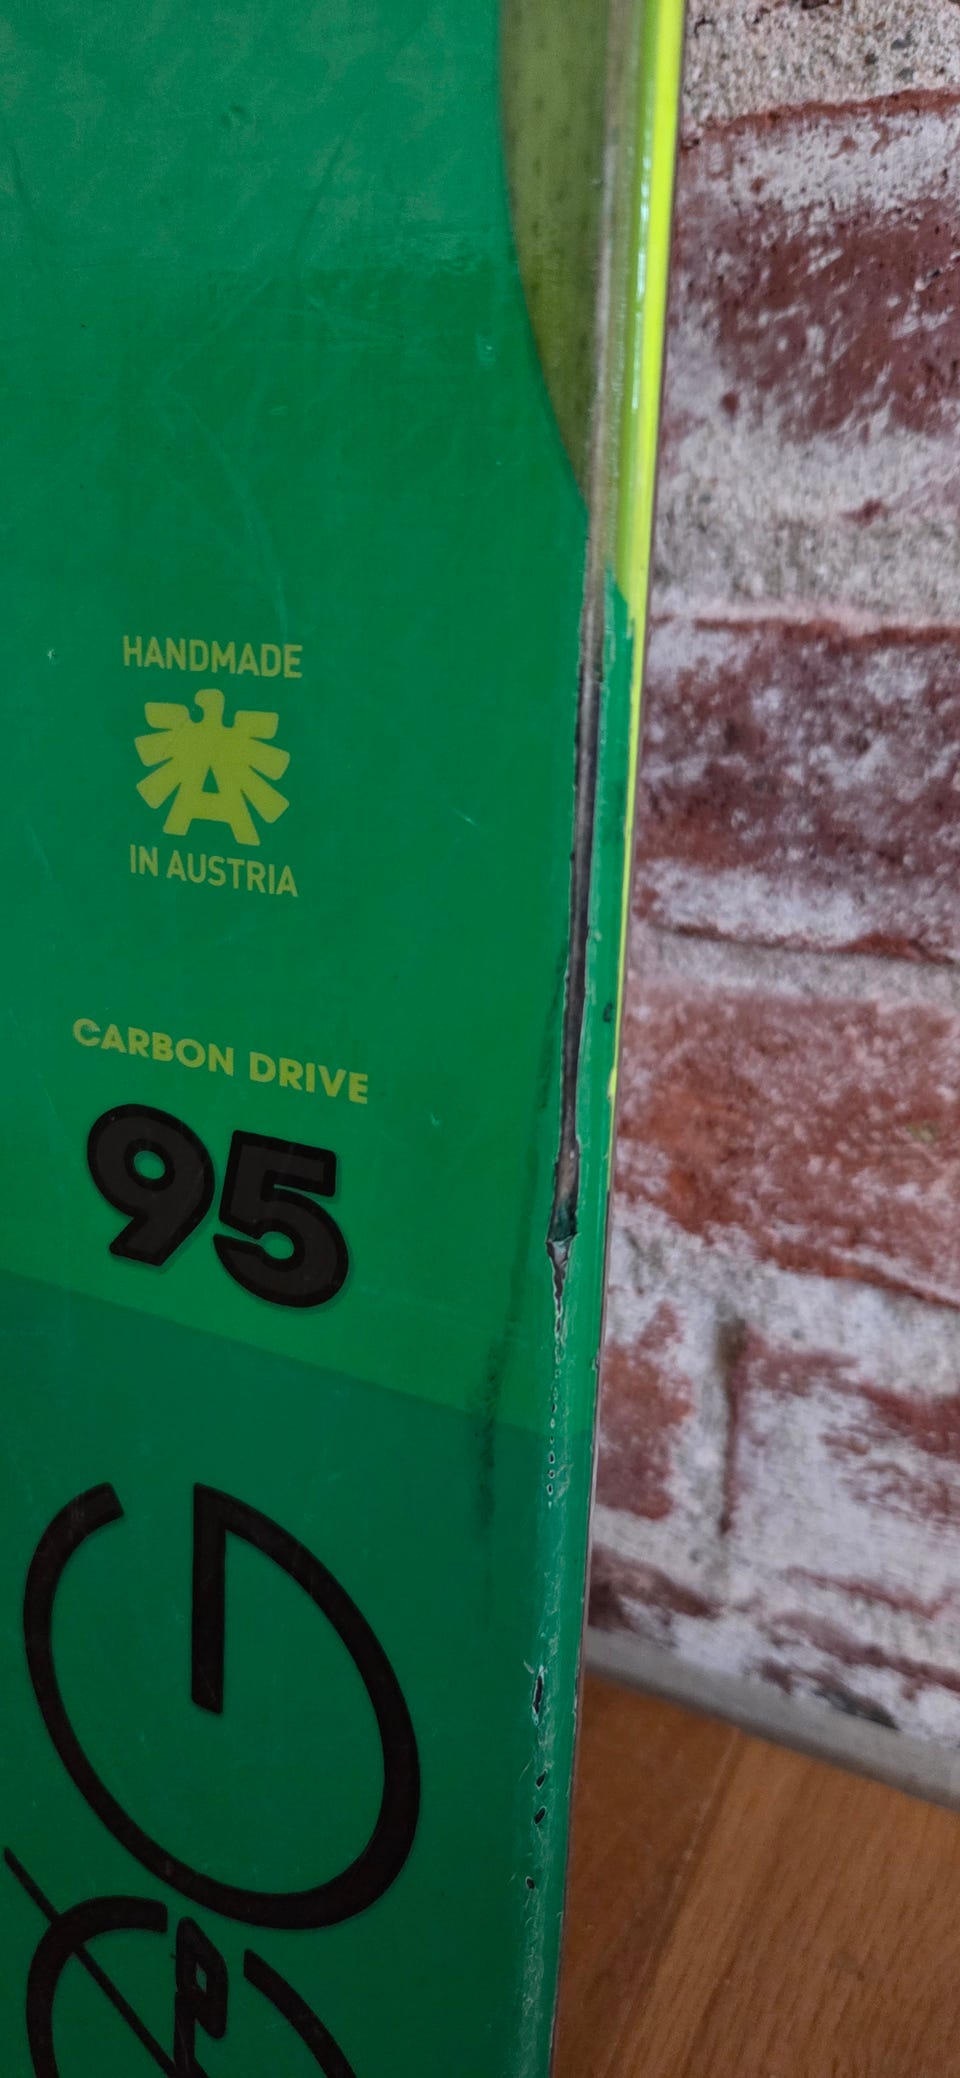 HANDMADE
A
IN AUSTRIA
CARBON DRIVE
95